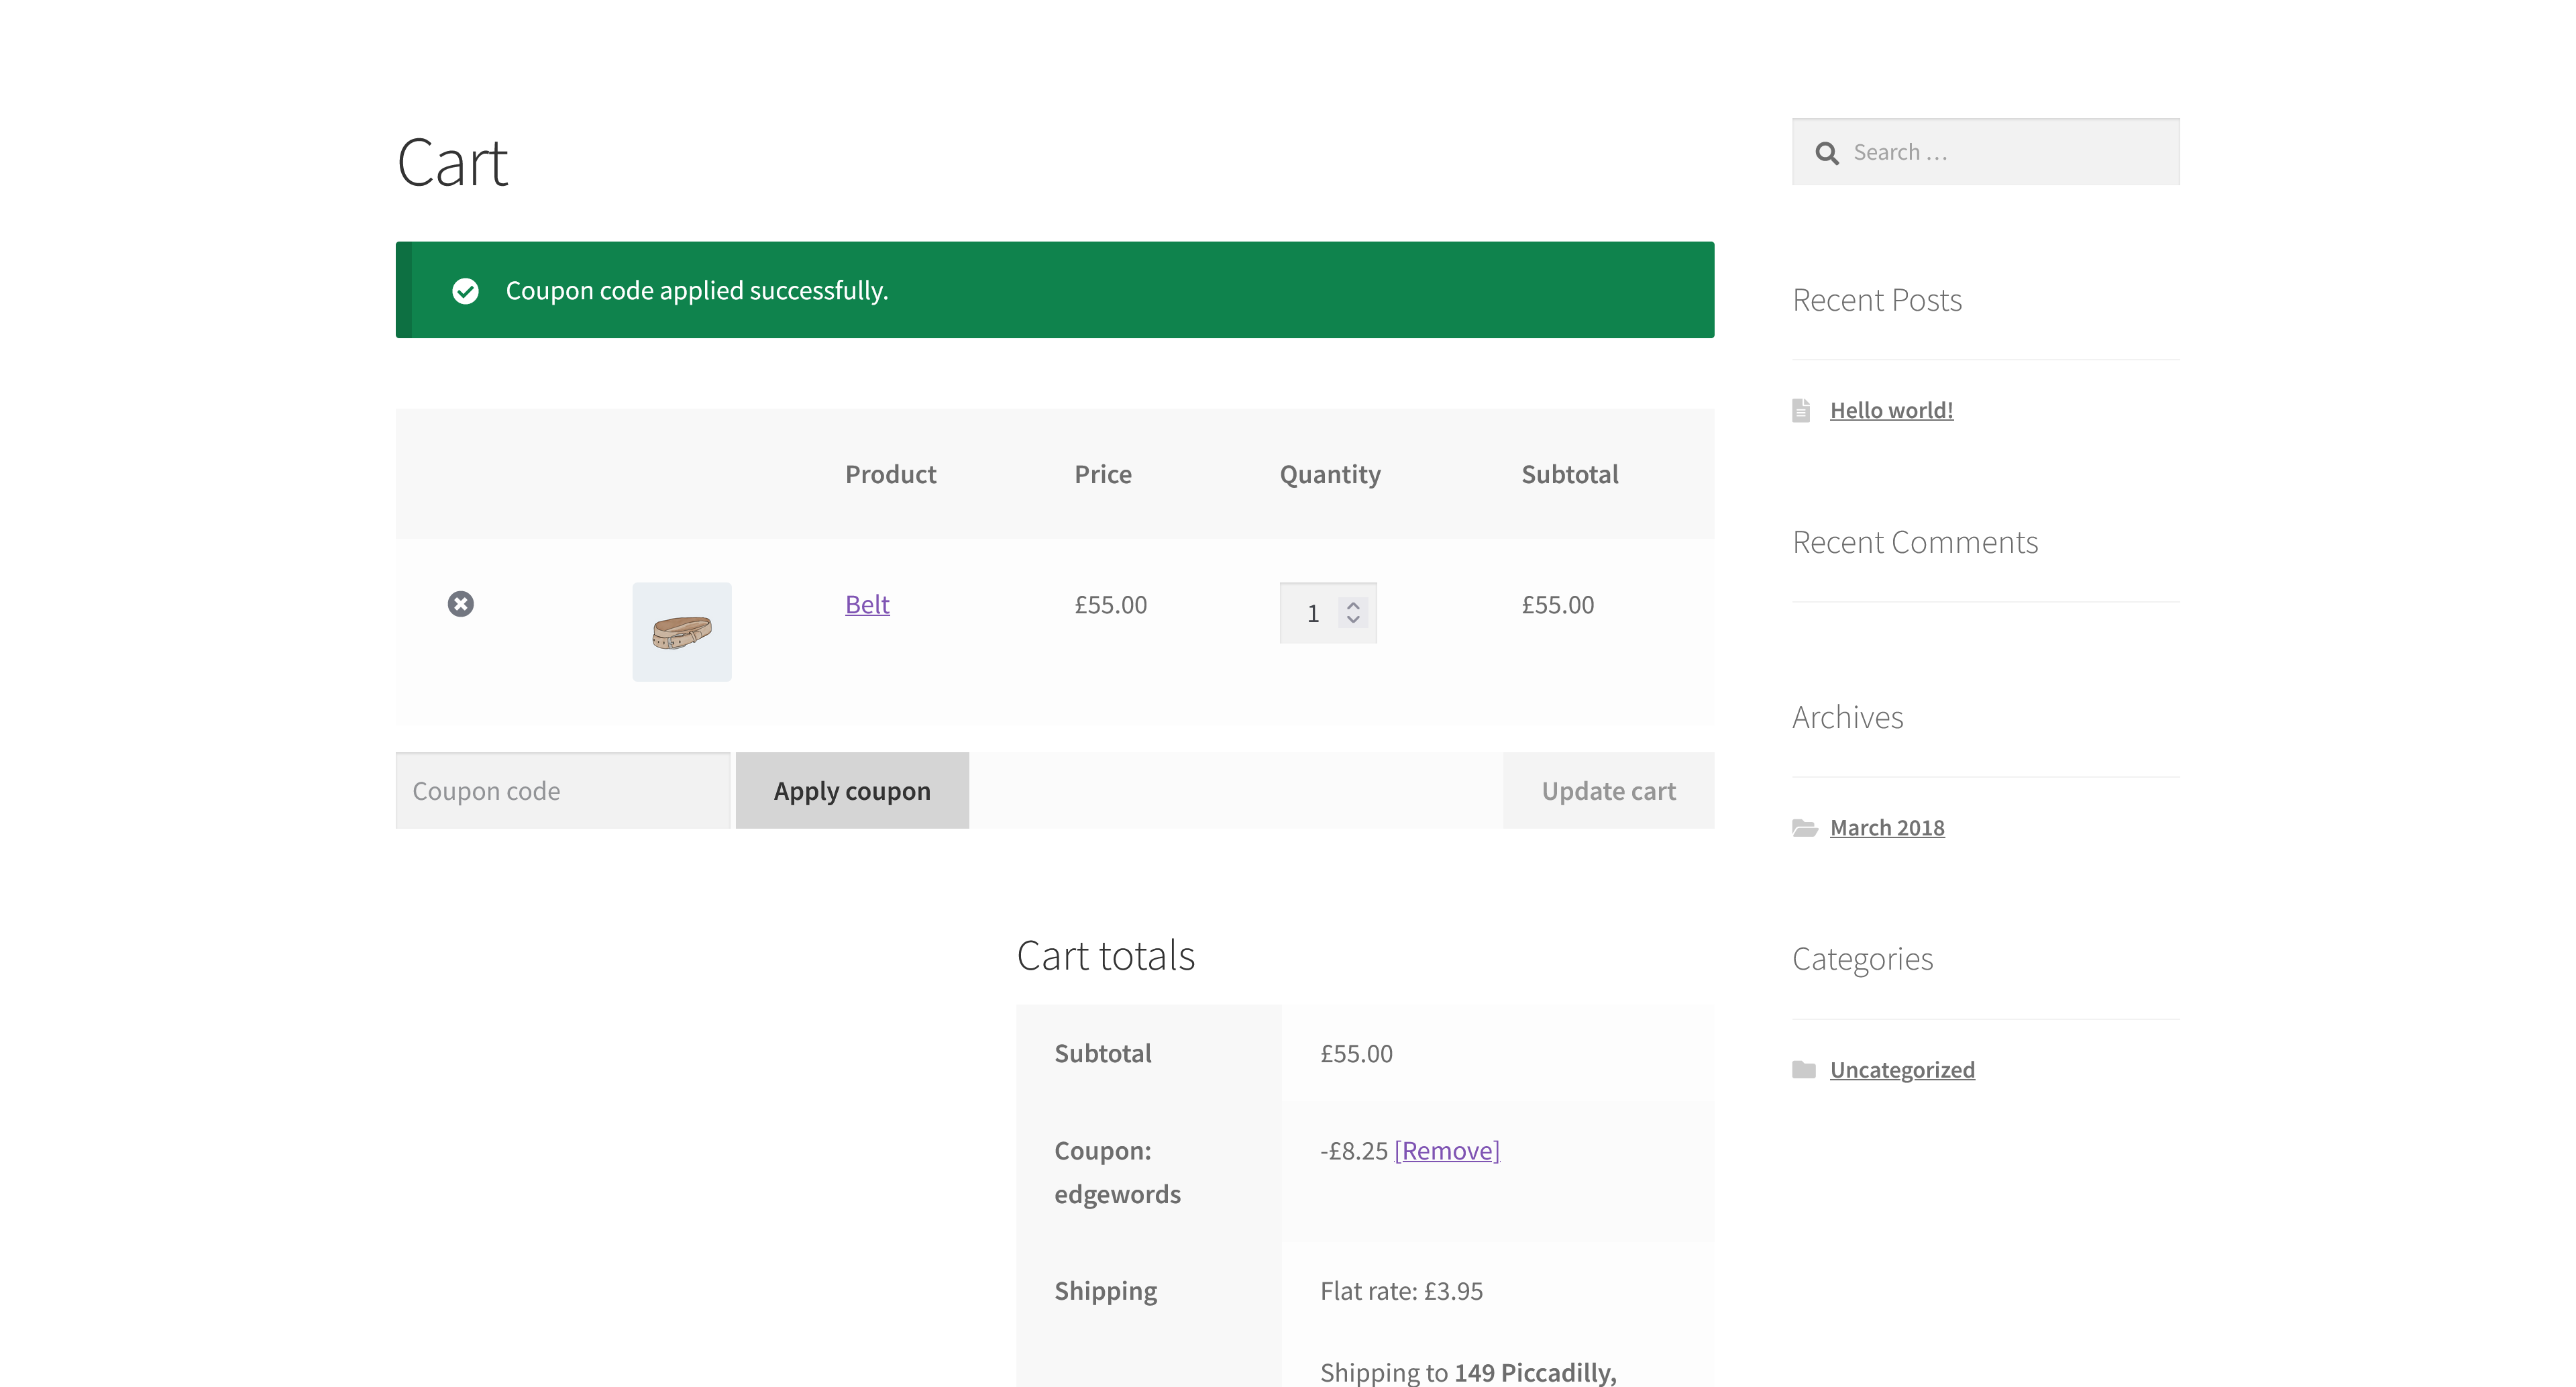 Cart
Coupon code applied successfully.
Product Price Quantity Subtotal
Belt £55.00 1 £55.00
Coupon code Apply coupon Update cart
Cart totals
Subtotal £55.00
Coupon: edgewords -£8.25 [Remove]
Shipping Flat rate: £3.95
Shipping to 149 Piccadilly,
Search …
Recent Posts
Hello world!
Recent Comments
Archives
March 2018
Categories
Uncategorized